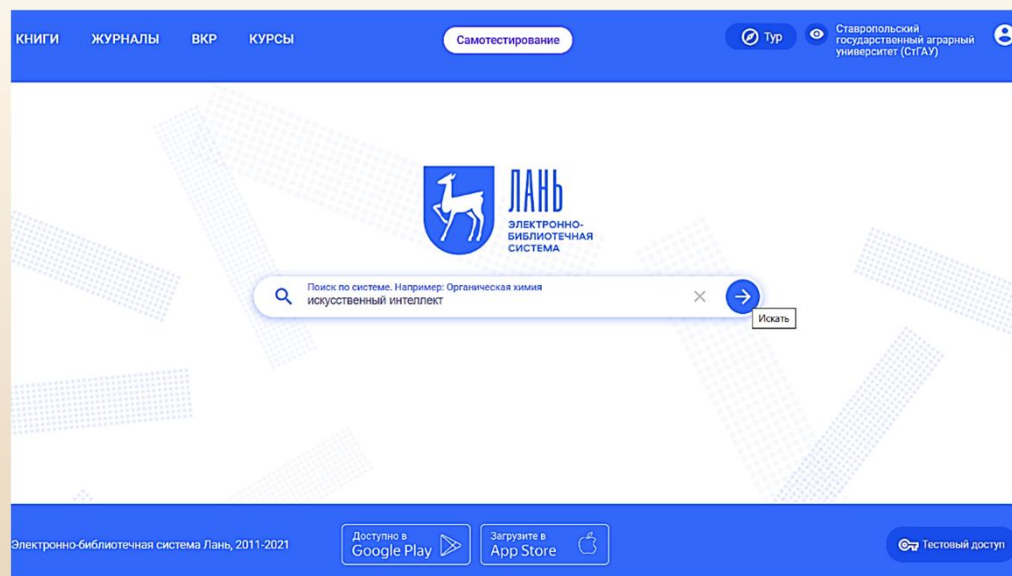 КНИГИ ЖУРНАЛЫ ВКР КУРСЫ Самотестирование Тур
Ставропольский
государственный аграрный
университет (СтГАУ)
ЛАНЬ
ЭЛЕКТРОННО-
БИБЛИОТЕЧНАЯ
СИСТЕМА
Поиск по системе. Например: Органическая химия
искусственный интеллект
Искать
Электронно-библиотечная система Лань, 2011-2021
Доступно в
Google Play
Загрузите в
App Store
Тестовый доступ